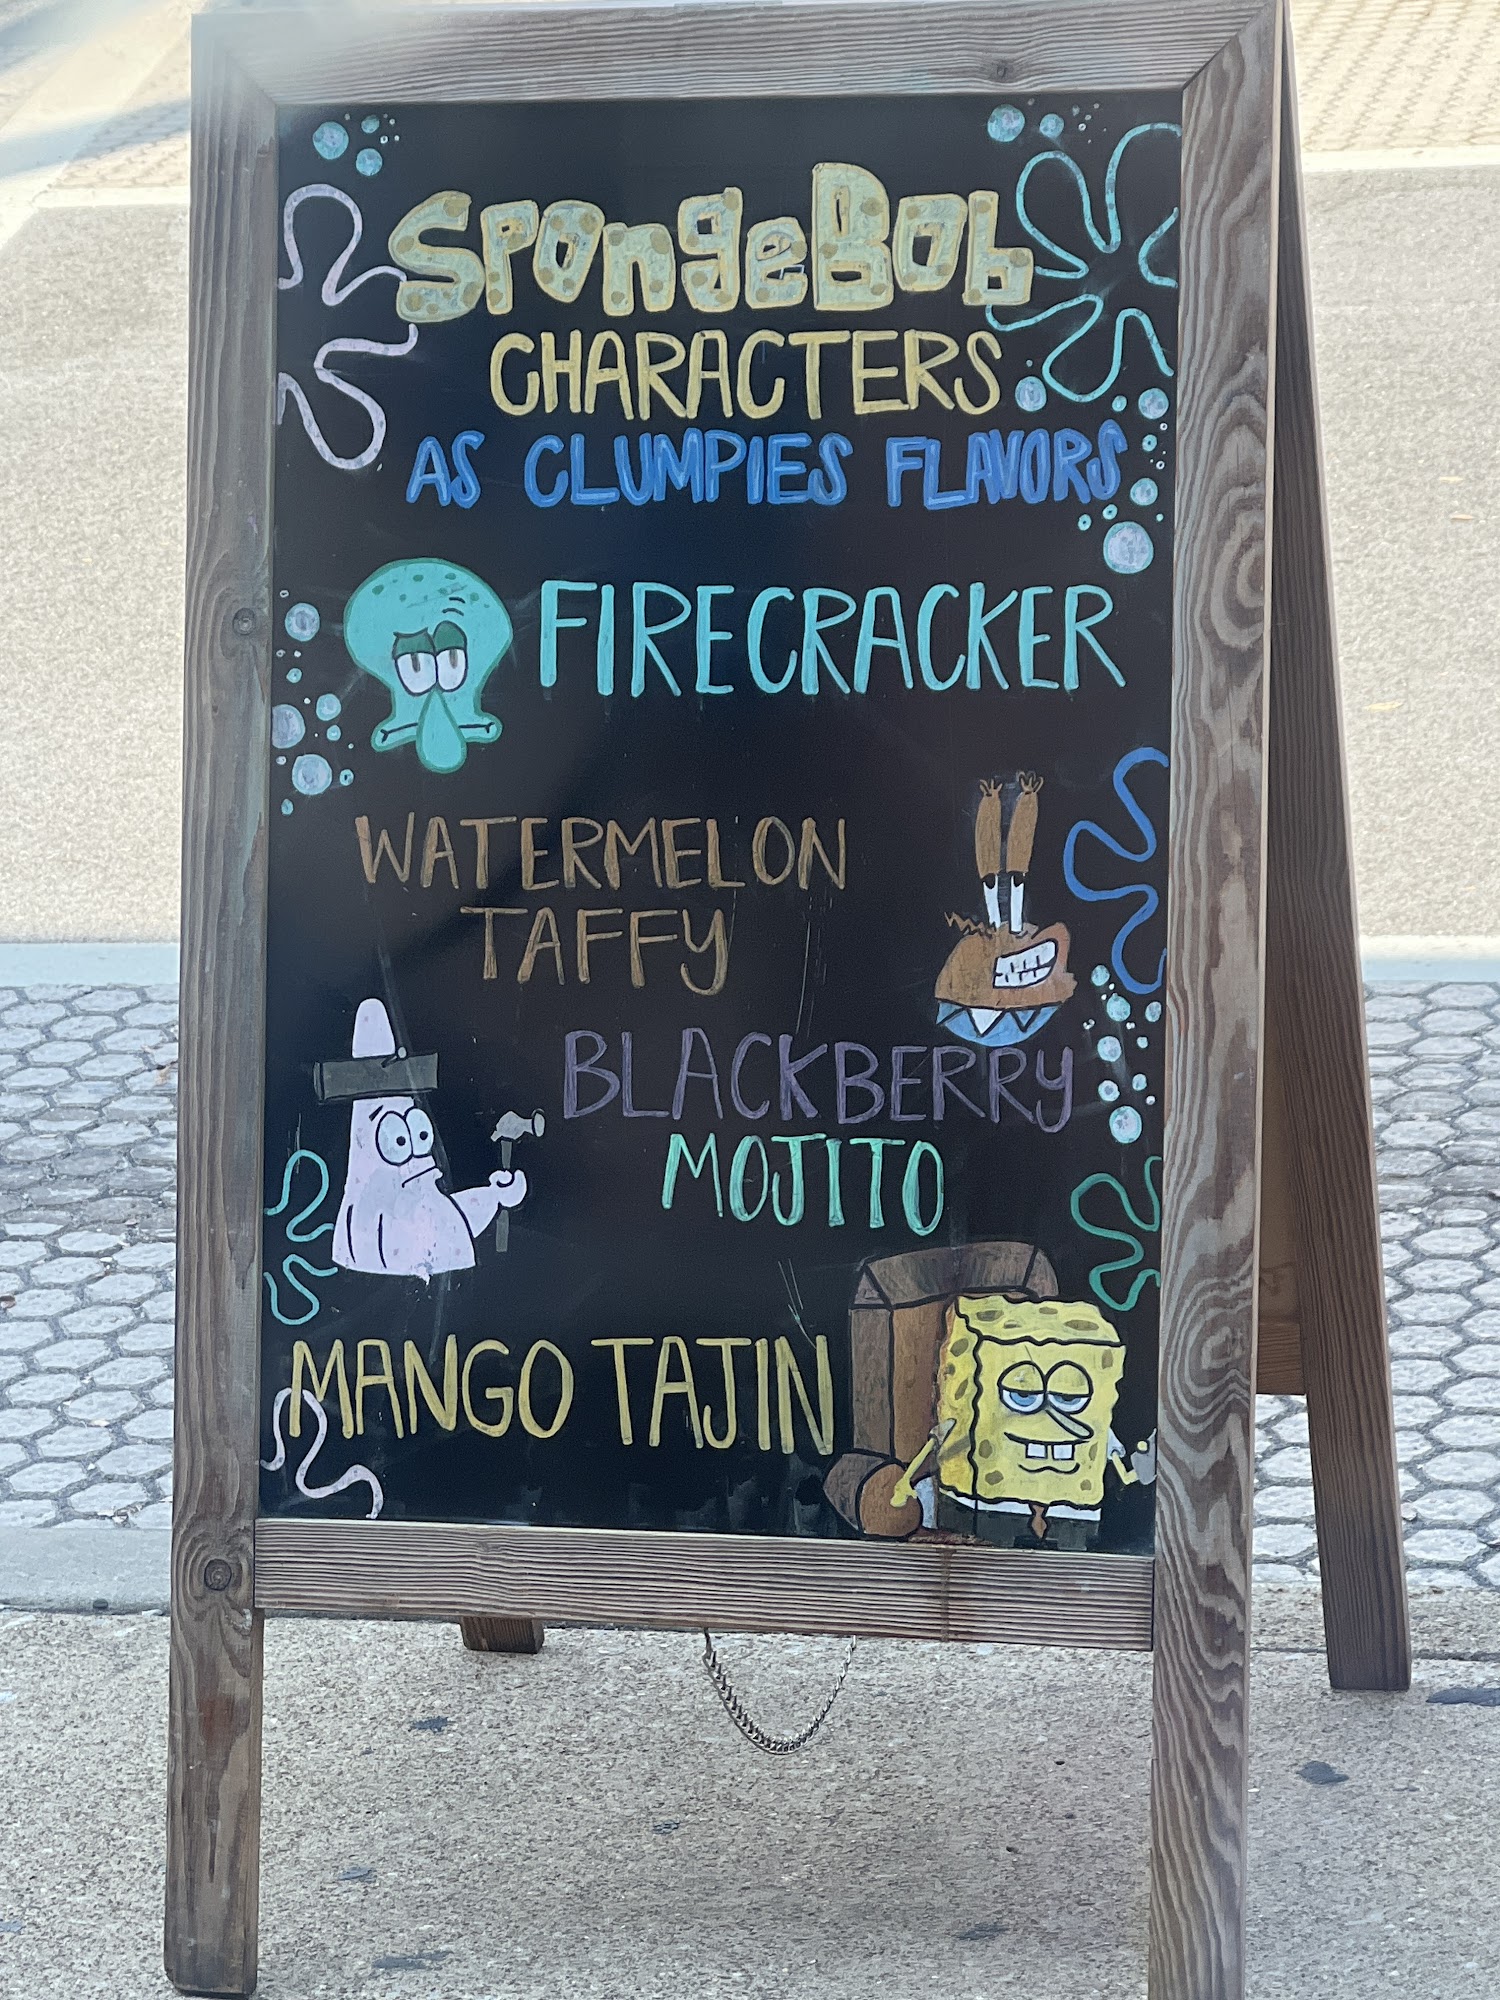 SpongeBob
CHARACTERS
AS CLUMPIES FLAVORS
FIRECRACKER
WATERMELON
TAFFY
BLACKBERRY
MOJITO
MANGO TAJIN